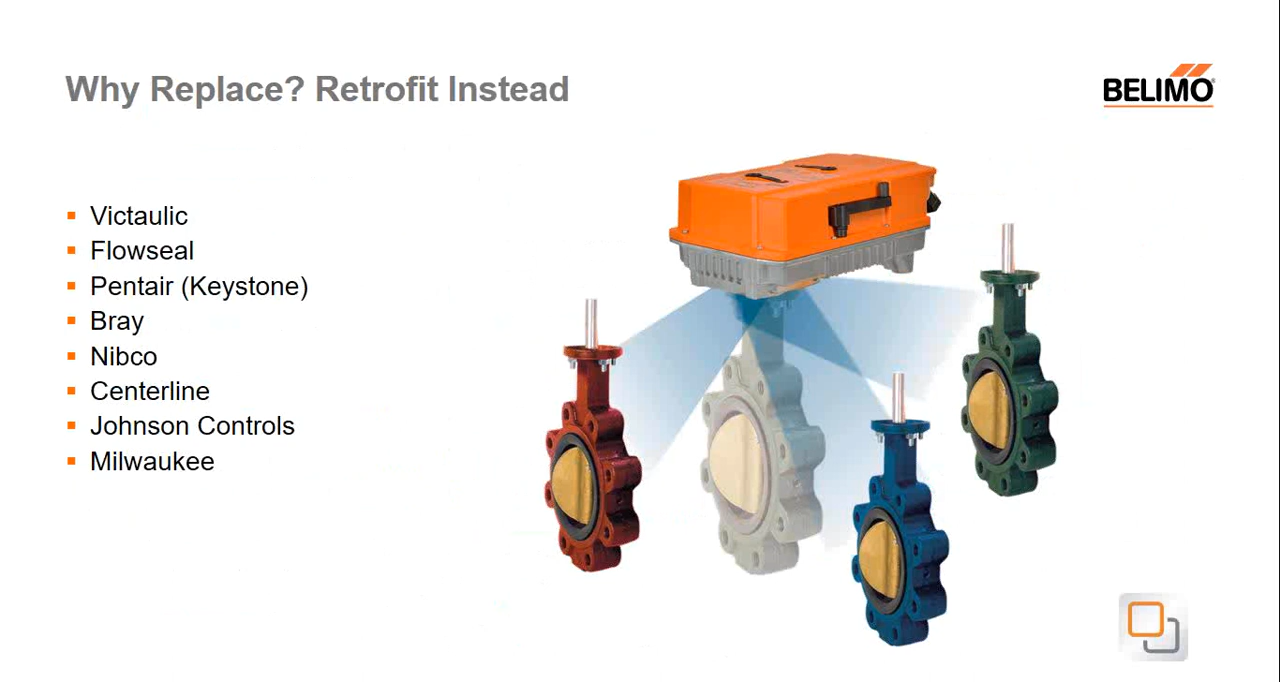 Why Replace? Retrofit Instead
BELIMO
Victaulic
Flowseal
Pentair (Keystone)
Bray
Nibco
Centerline
Johnson Controls
Milwaukee